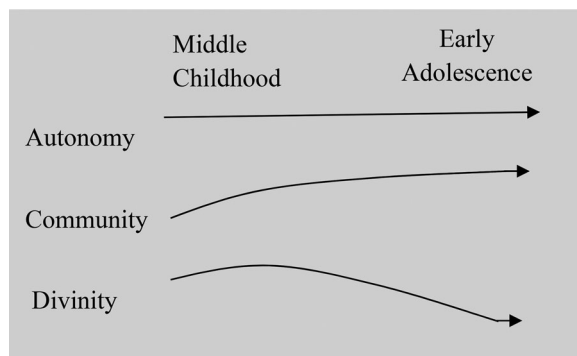 Middle
Childhood
Early
Adolescence
Autonomy
Community
Divinity